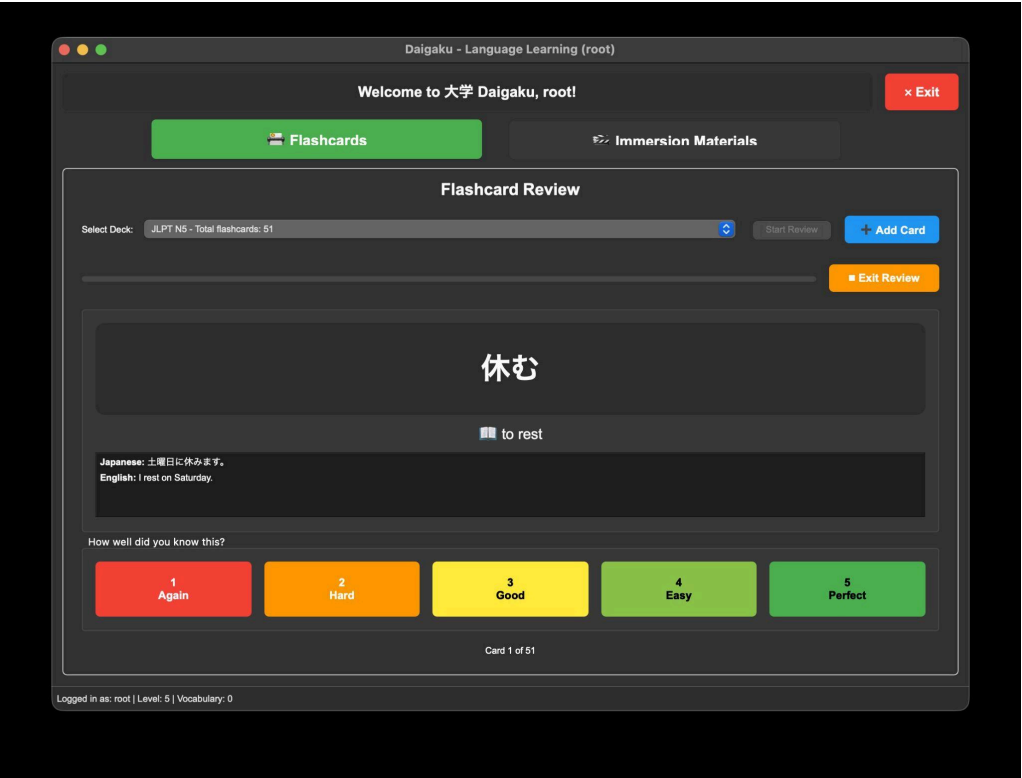 Daigaku - Language Learning (root)
Welcome to 大学 Daigaku, root!
× Exit
Flashcards
Immersion Materials
Flashcard Review
Select Deck:
JLPT N5 - Total flashcards: 51
Start Review
+ Add Card
Exit Review
休む
to rest
Japanese: 土曜日に休みます。
English: I rest on Saturday.
How well did you know this?
1
Again
2
Hard
3
Good
4
Easy
5
Perfect
Card 1 of 51
Logged in as: root | Level: 5 | Vocabulary: 0